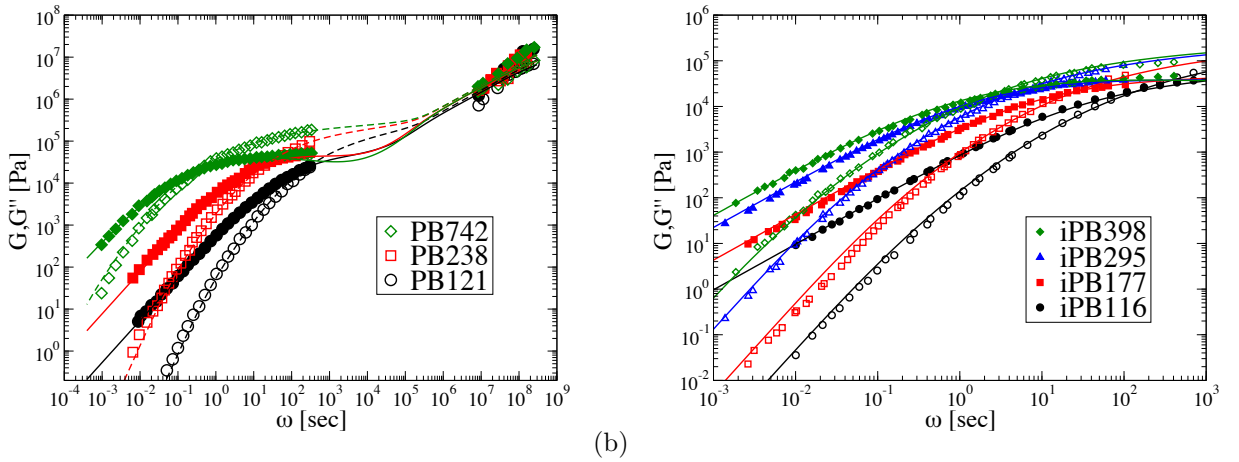 G,G'' [Pa]
10^7
10^6
10^5
10^4
10^3
10^2
10^1
10^0
PB742
PB238
PB121
10^-4 10^-3 10^-2 10^-1 10^0 10^1 10^2 10^3 10^4 10^5 10^6 10^7 10^8 10^9
ω [sec]
(b)
G,G'' [Pa]
10^6
10^5
10^4
10^3
10^2
10^1
10^0
10^-1
10^-2
iPB398
iPB295
iPB177
iPB116
10^-3 10^-2 10^-1 10^0 10^1 10^2 10^3
ω [sec]